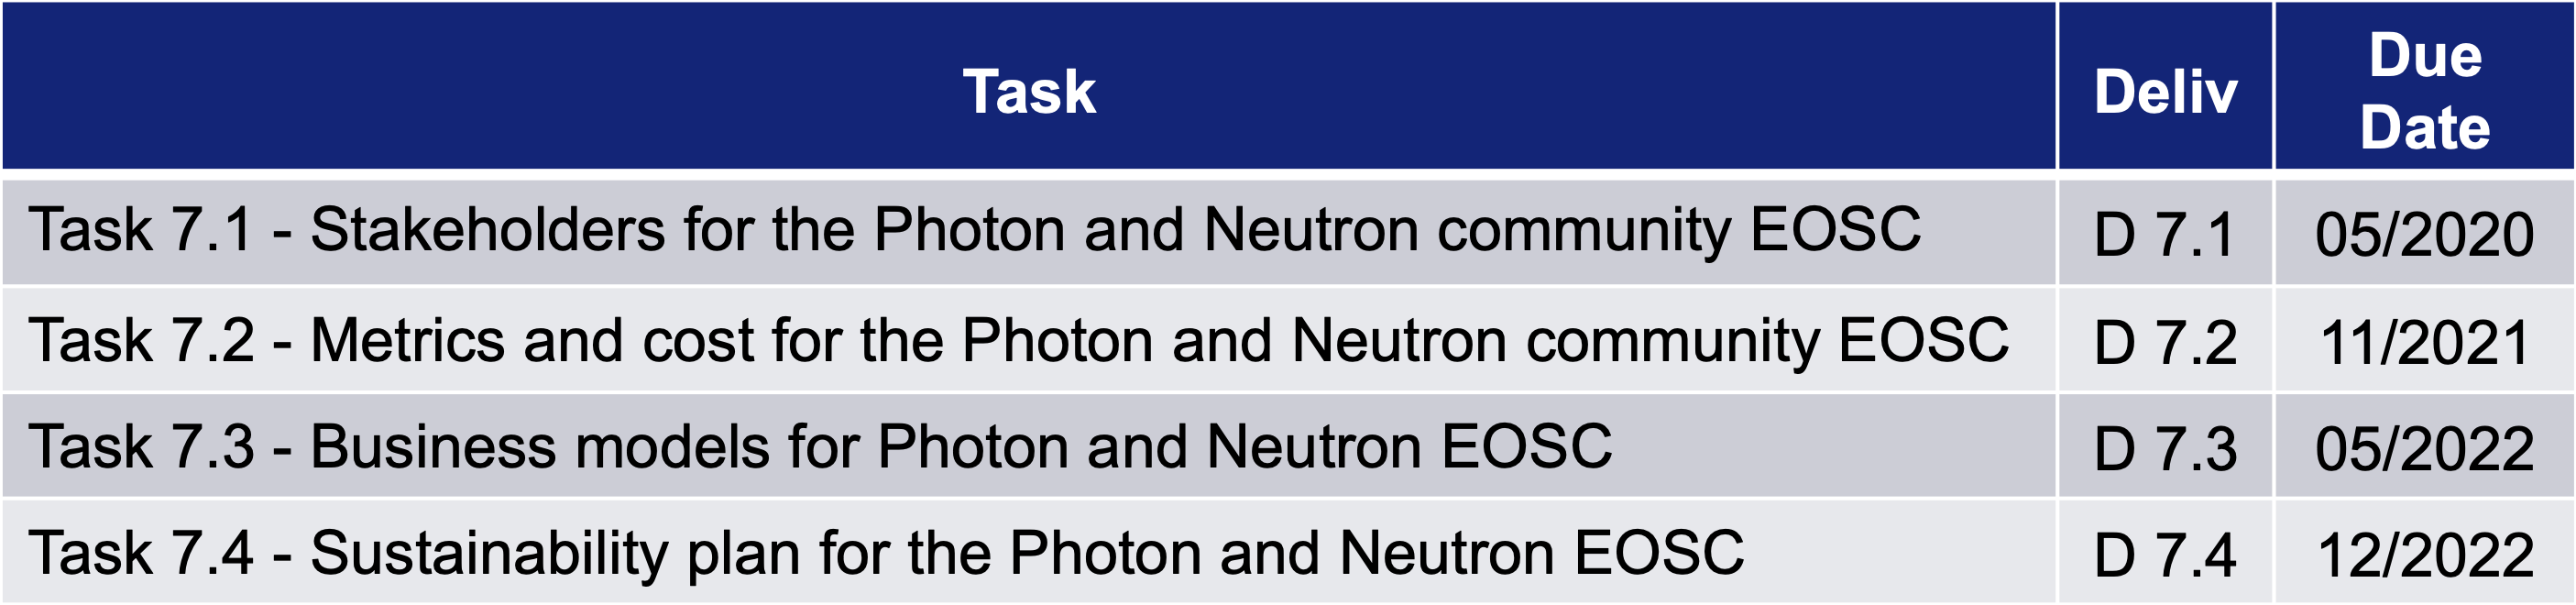 Task Deliv Due Date
Task 7.1 - Stakeholders for the Photon and Neutron community EOSC D 7.1 05/2020
Task 7.2 - Metrics and cost for the Photon and Neutron community EOSC D 7.2 11/2021
Task 7.3 - Business models for Photon and Neutron EOSC D 7.3 05/2022
Task 7.4 - Sustainability plan for the Photon and Neutron EOSC D 7.4 12/2022